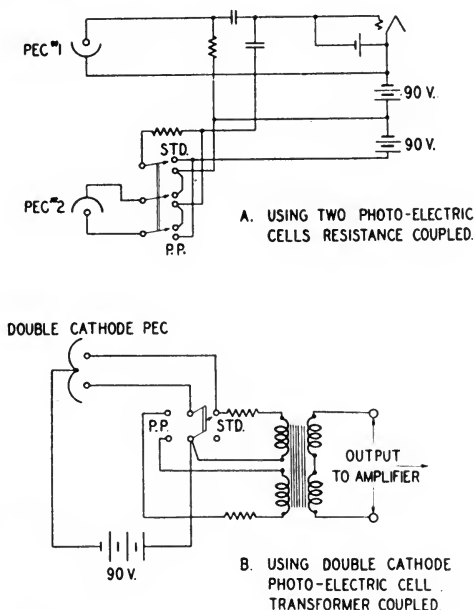 PEC #1
90 V.
90 V.
STD.
PEC #2
P.P.
A. USING TWO PHOTO-ELECTRIC
CELLS RESISTANCE COUPLED.
DOUBLE CATHODE PEC
P.P.
STD.
OUTPUT
TO AMPLIFIER
90 V.
B. USING DOUBLE CATHODE
PHOTO-ELECTRIC CELL
TRANSFORMER COUPLED.